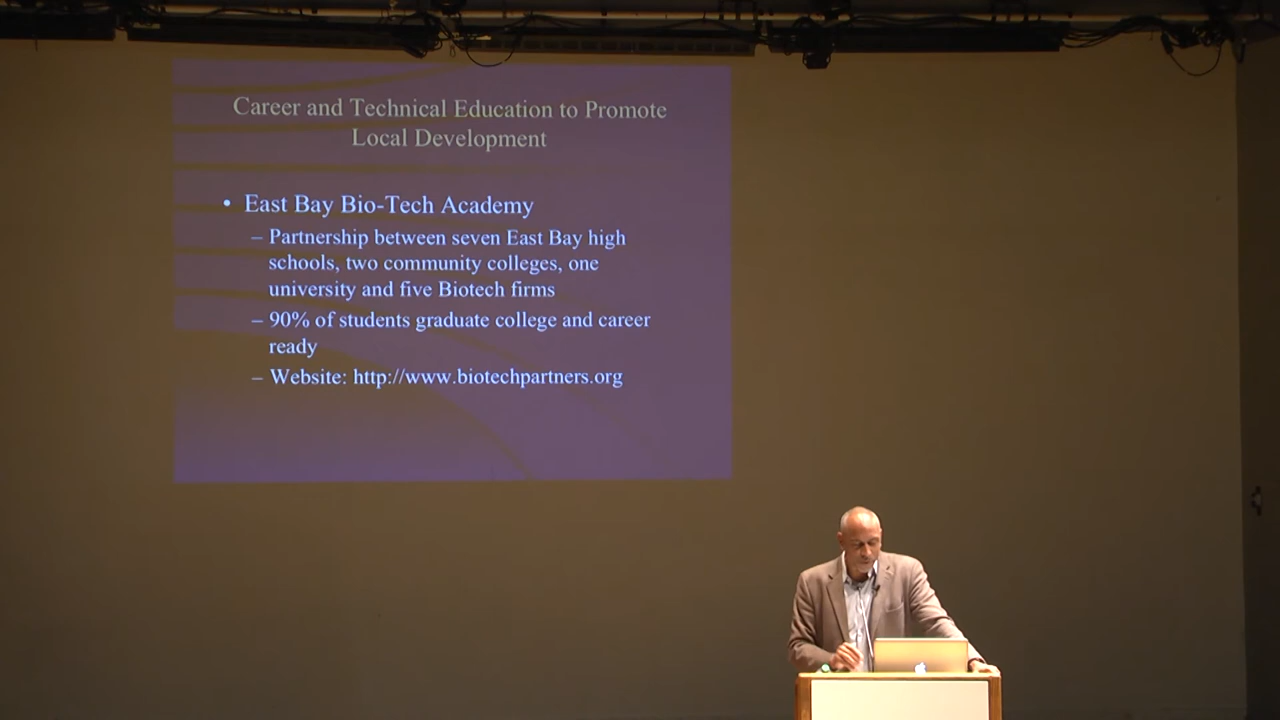 Career and Technical Education to Promote
Local Development
• East Bay Bio-Tech Academy
– Partnership between seven East Bay high
schools, two community colleges, one
university and five Biotech firms
– 90% of students graduate college and career
ready
– Website: http://www.biotechpartners.org